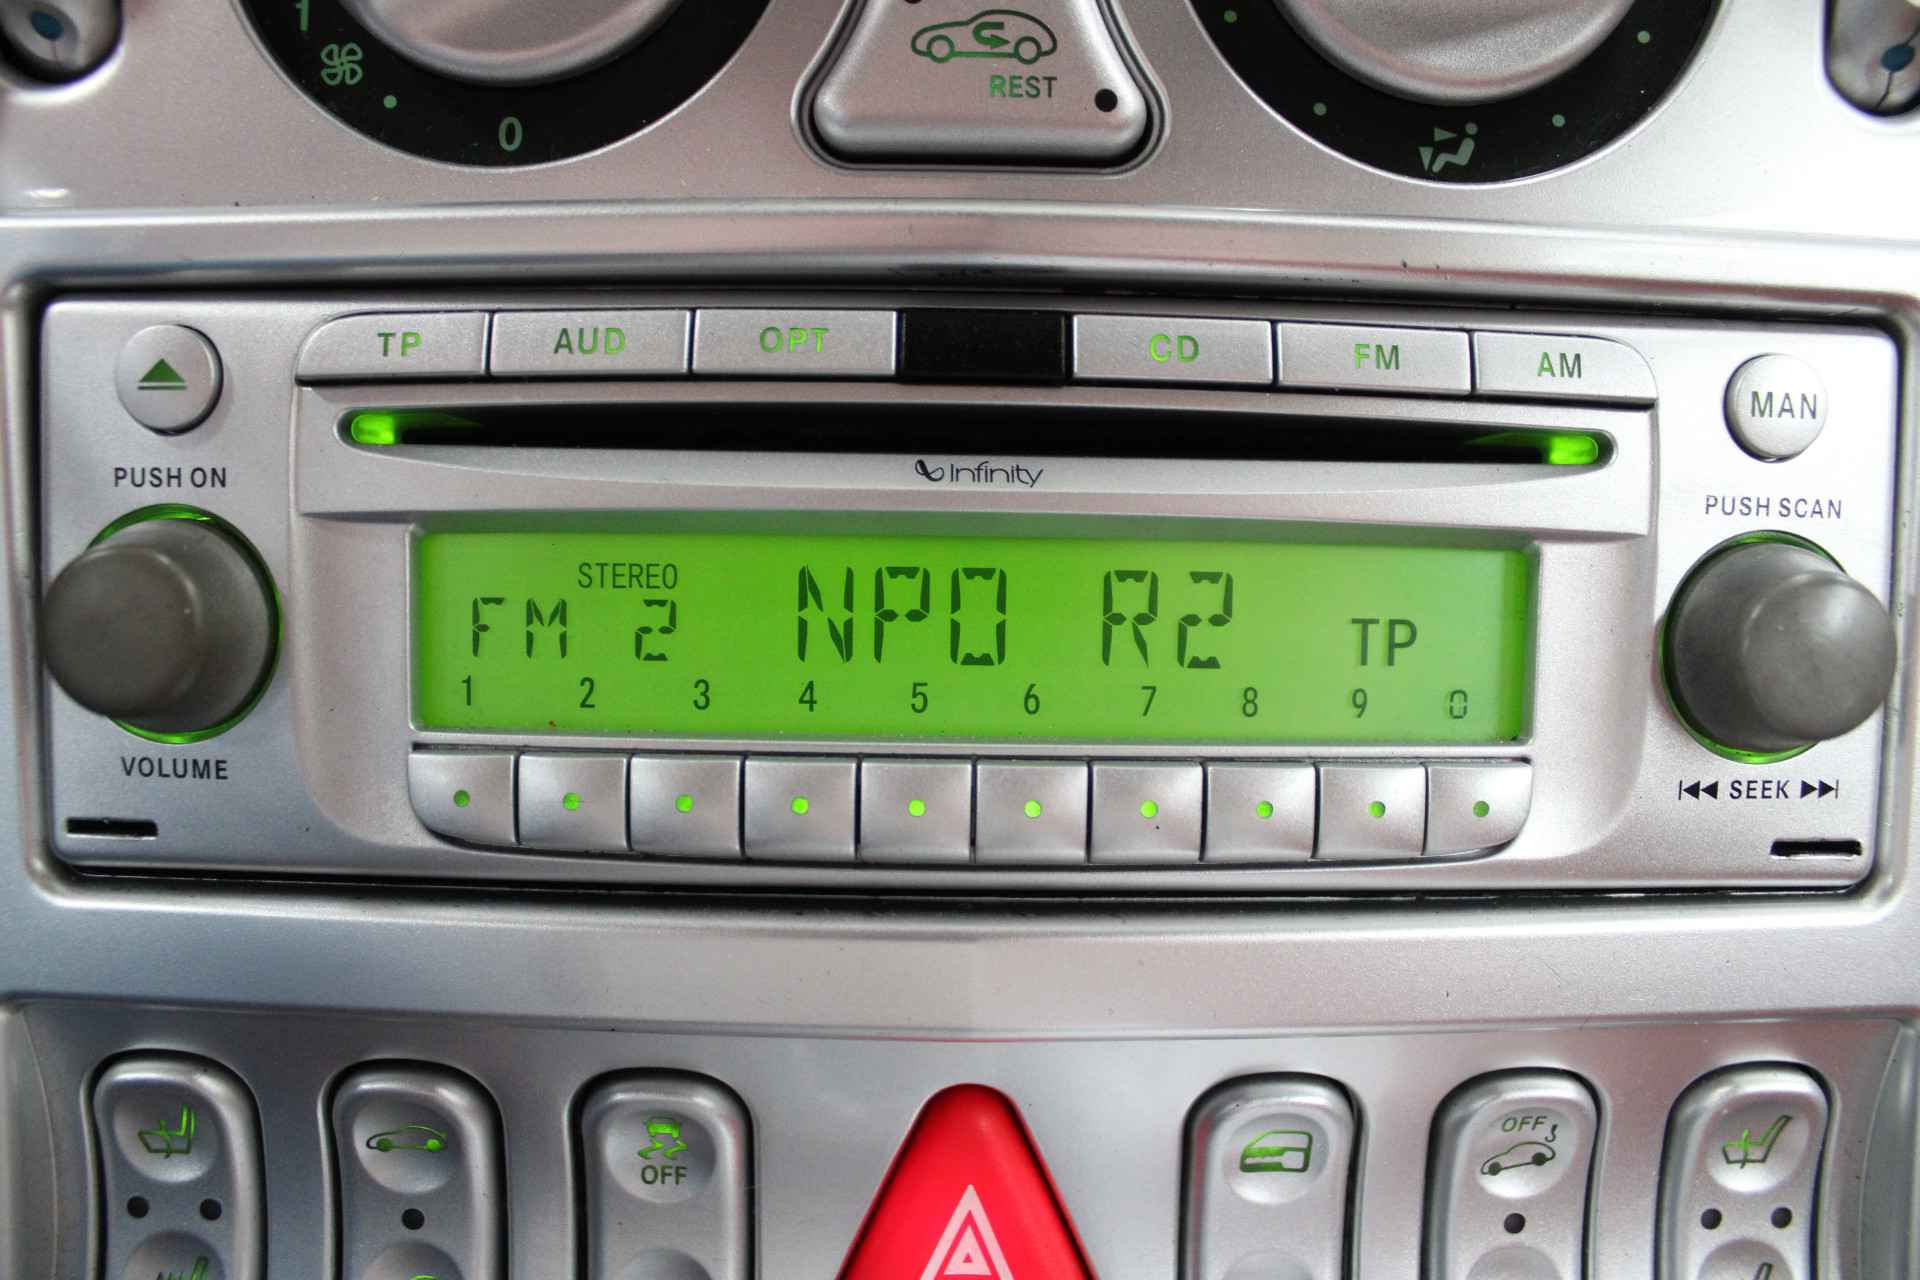 1
0
REST
TP AUD OPT CD FM AM
MAN
PUSH ON
Infinity
PUSH SCAN
STEREO
FM 2 NPO R2 TP
1 2 3 4 5 6 7 8 9 0
VOLUME
SEEK
OFF
OFF